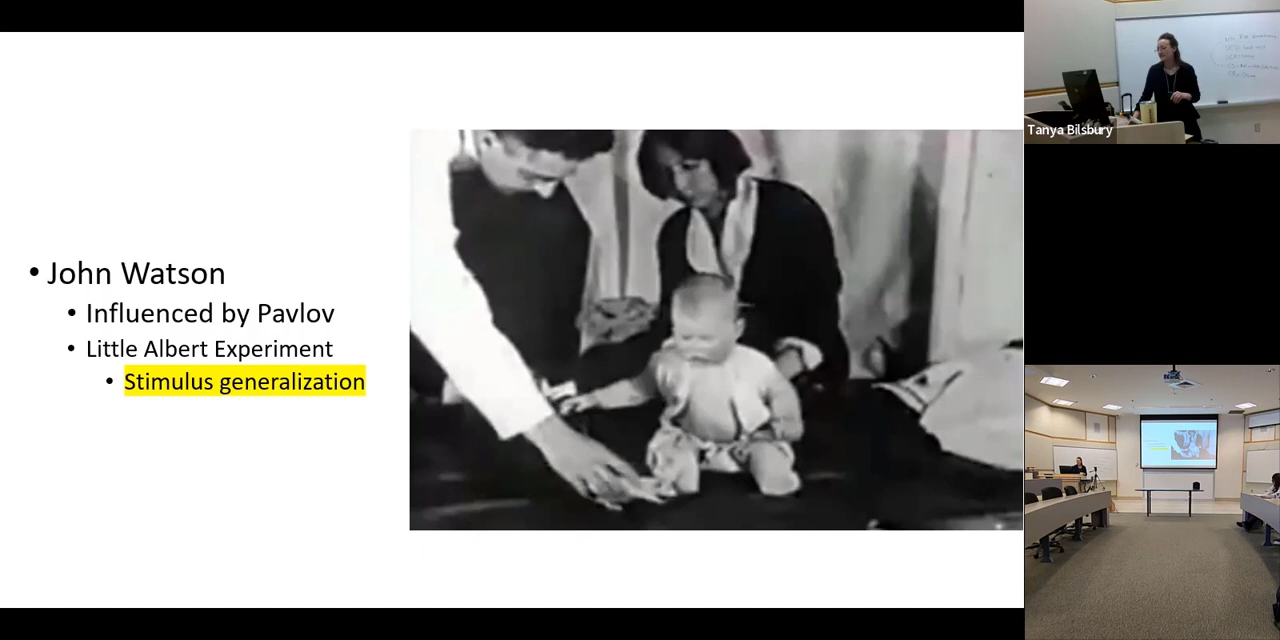 • John Watson
• Influenced by Pavlov
• Little Albert Experiment
• Stimulus generalization
Tanya Bilsbury